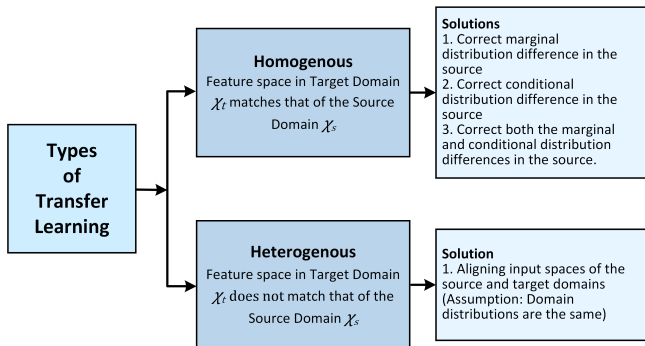 Types
of
Transfer
Learning
Homogenous
Feature space in Target Domain
χt matches that of the Source
Domain χs
Solutions
1. Correct marginal
distribution difference in the
source
2. Correct conditional
distribution difference in the
source
3. Correct both the marginal
and conditional distribution
differences in the source.
Heterogenous
Feature space in Target Domain
χt does not match that of the
Source Domain χs
Solution
1. Aligning input spaces of the
source and target domains
(Assumption: Domain
distributions are the same)